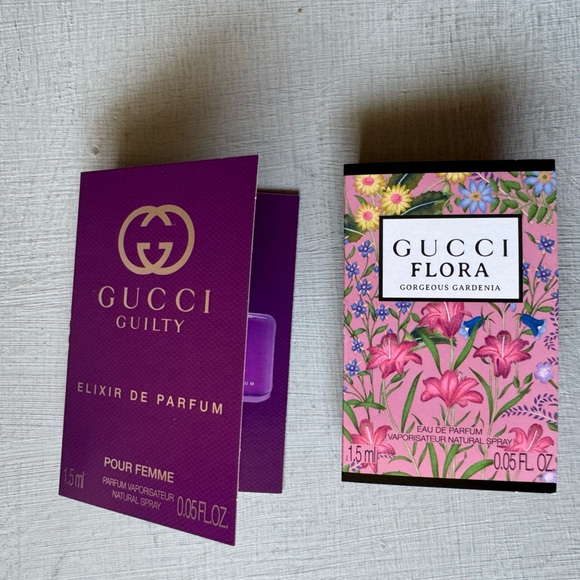 GUCCI
GUILTY
ELIXIR DE PARFUM
POUR FEMME
PARFUM VAPORISATEUR
NATURAL SPRAY
1.5 ml
0.05 FL.OZ.
UM
GUCCI
FLORA
GORGEOUS GARDENIA
EAU DE PARFUM
VAPORISATEUR NATURAL SPRAY
1.5 ml
0.05 FL.OZ.